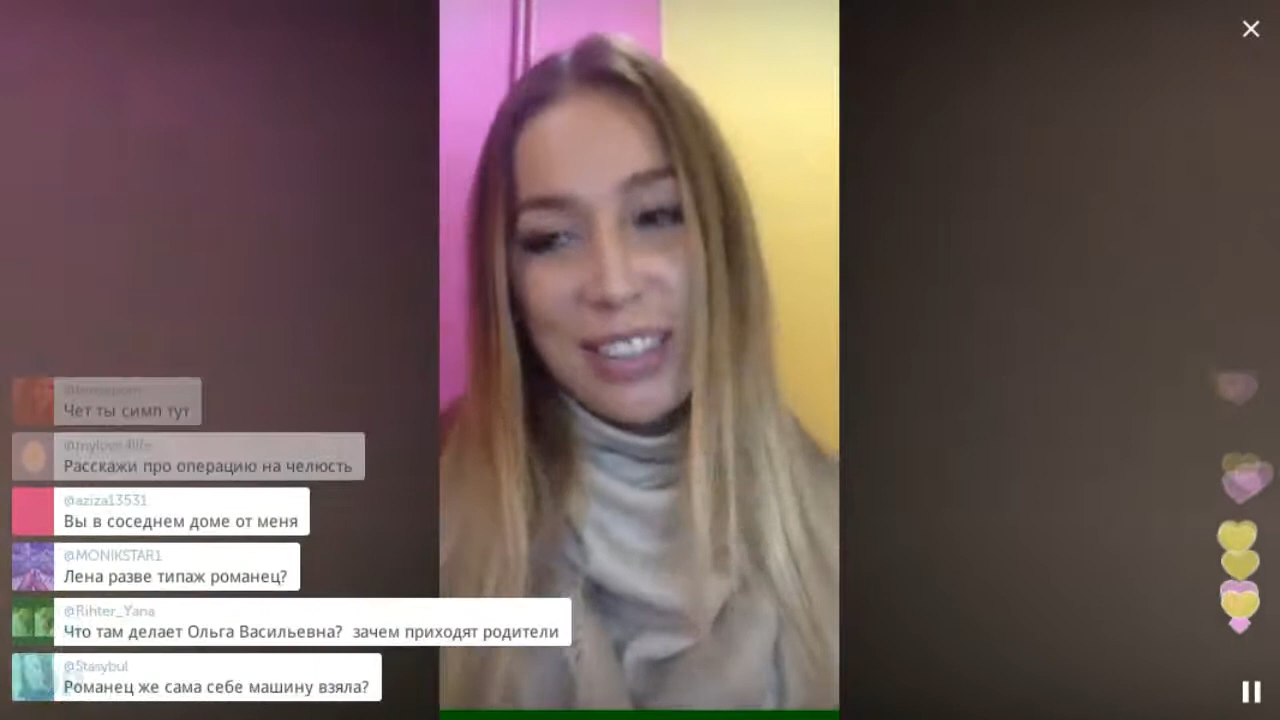 Чет ты симп тут
@mylove4life
Расскажи про операцию на челюсть
@aziza13531
Вы в соседнем доме от меня
@MONIKSTAR1
Лена разве типаж романец?
@Rihter_Yana
Что там делает Ольга Васильевна? зачем приходят родители
@Stasybul
Романец же сама себе машину взяла?